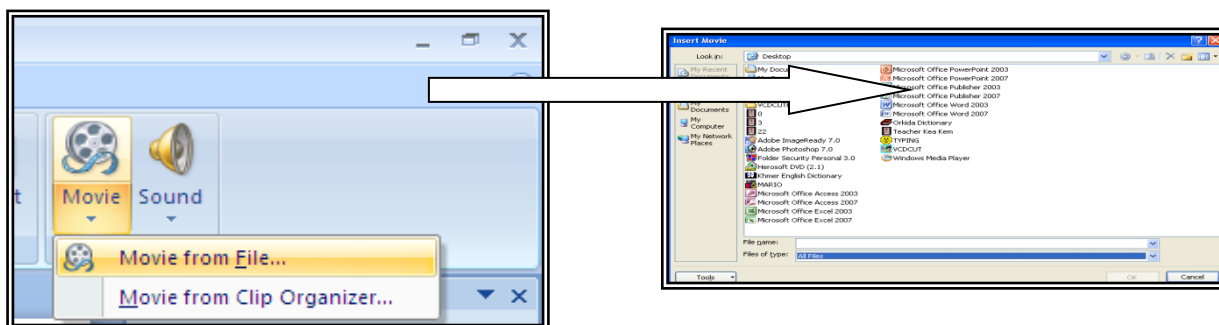 t
Movie
Sound
Movie from File...
Movie from Clip Organizer...
Insert Movie
Look in:
Desktop
My Recent
My Docu
Microsoft Office PowerPoint 2003
Microsoft Office PowerPoint 2007
Microsoft Office Publisher 2003
Microsoft Office Publisher 2007
My
Documents
VCDCUT
Microsoft Office Word 2003
0
Microsoft Office Word 2007
My
Computer
3
Orkida Dictionary
22
Teacher Kea Kem
My Network
Places
Adobe ImageReady 7.0
TYPING
Adobe Photoshop 7.0
VCDCUT
Folder Security Personal 3.0
Windows Media Player
Herosoft DVD (2.1)
Khmer English Dictionary
MARIO
Microsoft Office Access 2003
Microsoft Office Access 2007
Microsoft Office Excel 2003
Microsoft Office Excel 2007
File name:
Files of type:
All Files
Tools
OK
Cancel